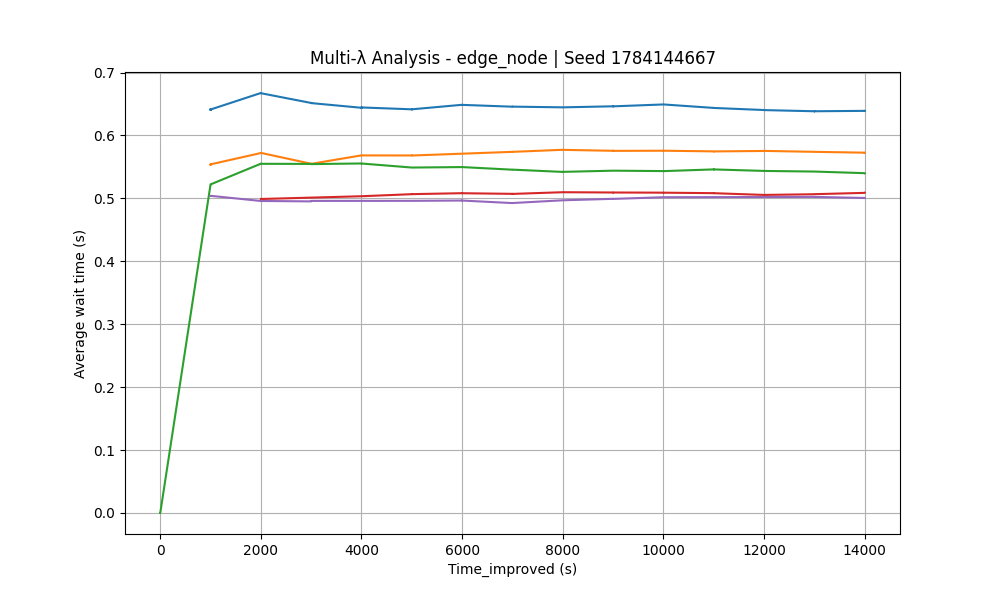 Multi-λ Analysis - edge_node | Seed 1784144667
0.7
0.6
0.5
0.4
0.3
0.2
0.1
0.0
Average wait time (s)
0 2000 4000 6000 8000 10000 12000 14000
Time_improved (s)